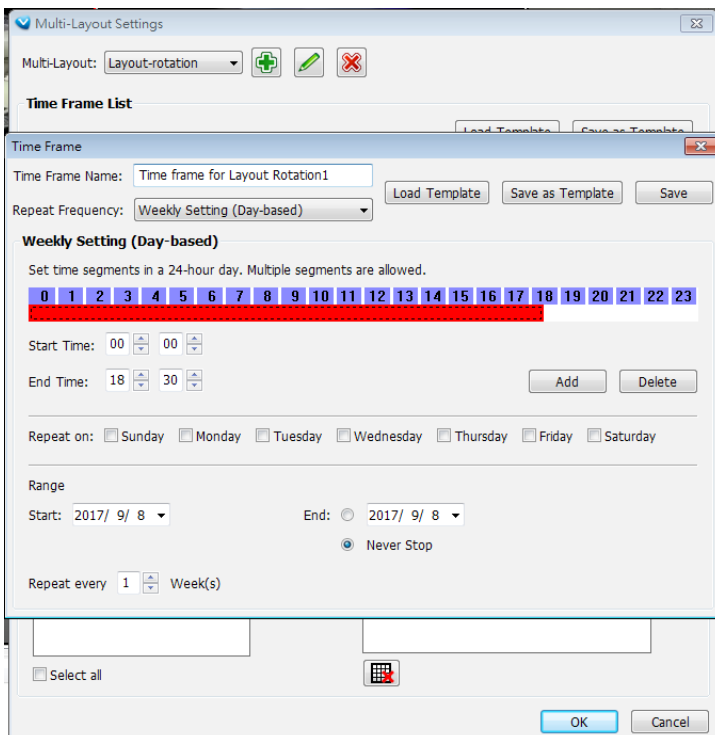 Multi-Layout Settings
Multi-Layout: Layout-rotation
Time Frame List
Load Template Save as Template
Time Frame
Time Frame Name: Time frame for Layout Rotation1
Load Template Save as Template Save
Repeat Frequency: Weekly Setting (Day-based)
Weekly Setting (Day-based)
Set time segments in a 24-hour day. Multiple segments are allowed.
0 1 2 3 4 5 6 7 8 9 10 11 12 13 14 15 16 17 18 19 20 21 22 23
Start Time: 00 00
End Time: 18 30 Add Delete
Repeat on: Sunday Monday Tuesday Wednesday Thursday Friday Saturday
Range
Start: 2017/ 9/ 8 End: 2017/ 9/ 8
Never Stop
Repeat every 1 Week(s)
Select all
OK Cancel